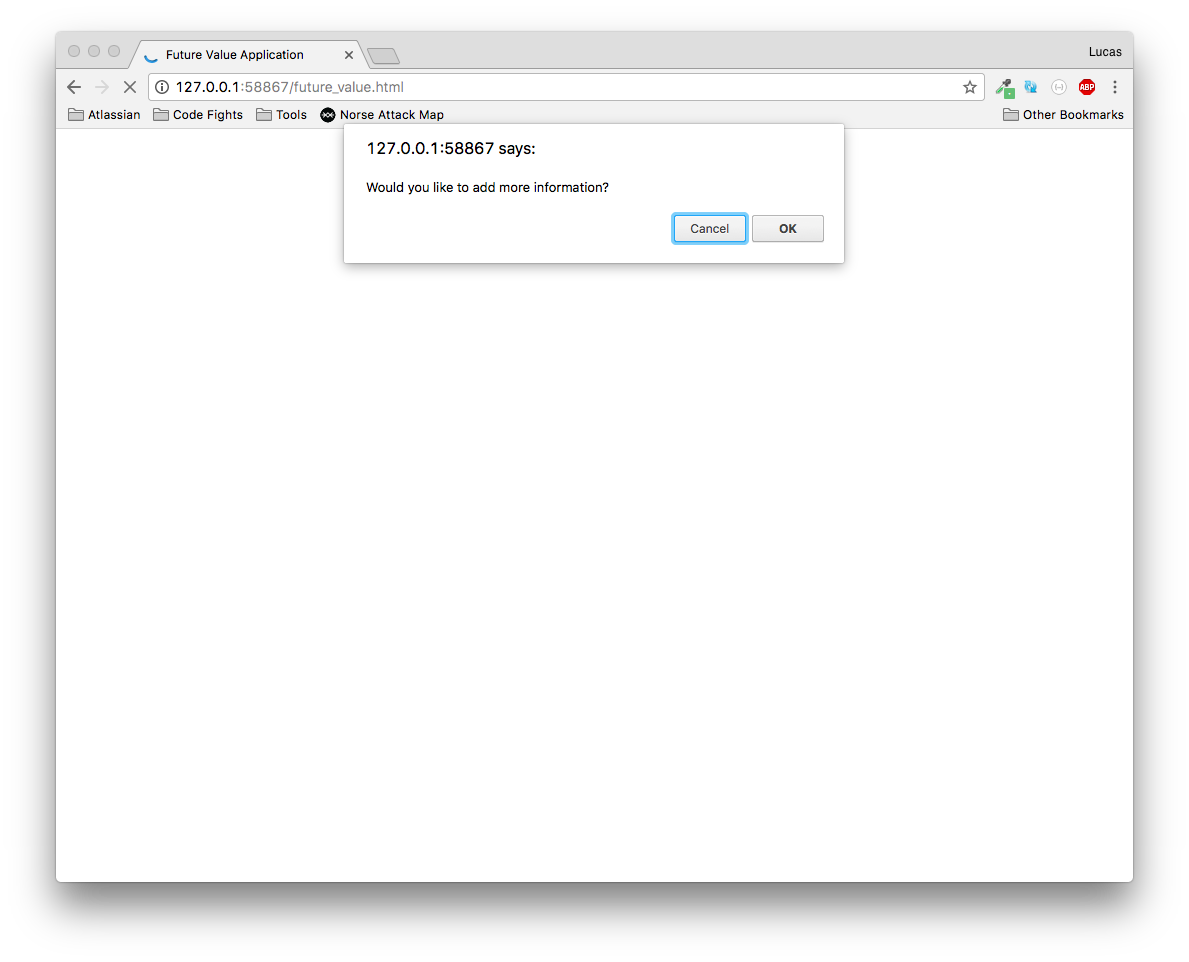 Future Value Application
Lucas
127.0.0.1:58867/future_value.html
ABP
Atlassian
Code Fights
Tools
Norse Attack Map
Other Bookmarks
127.0.0.1:58867 says:
Would you like to add more information?
Cancel
OK